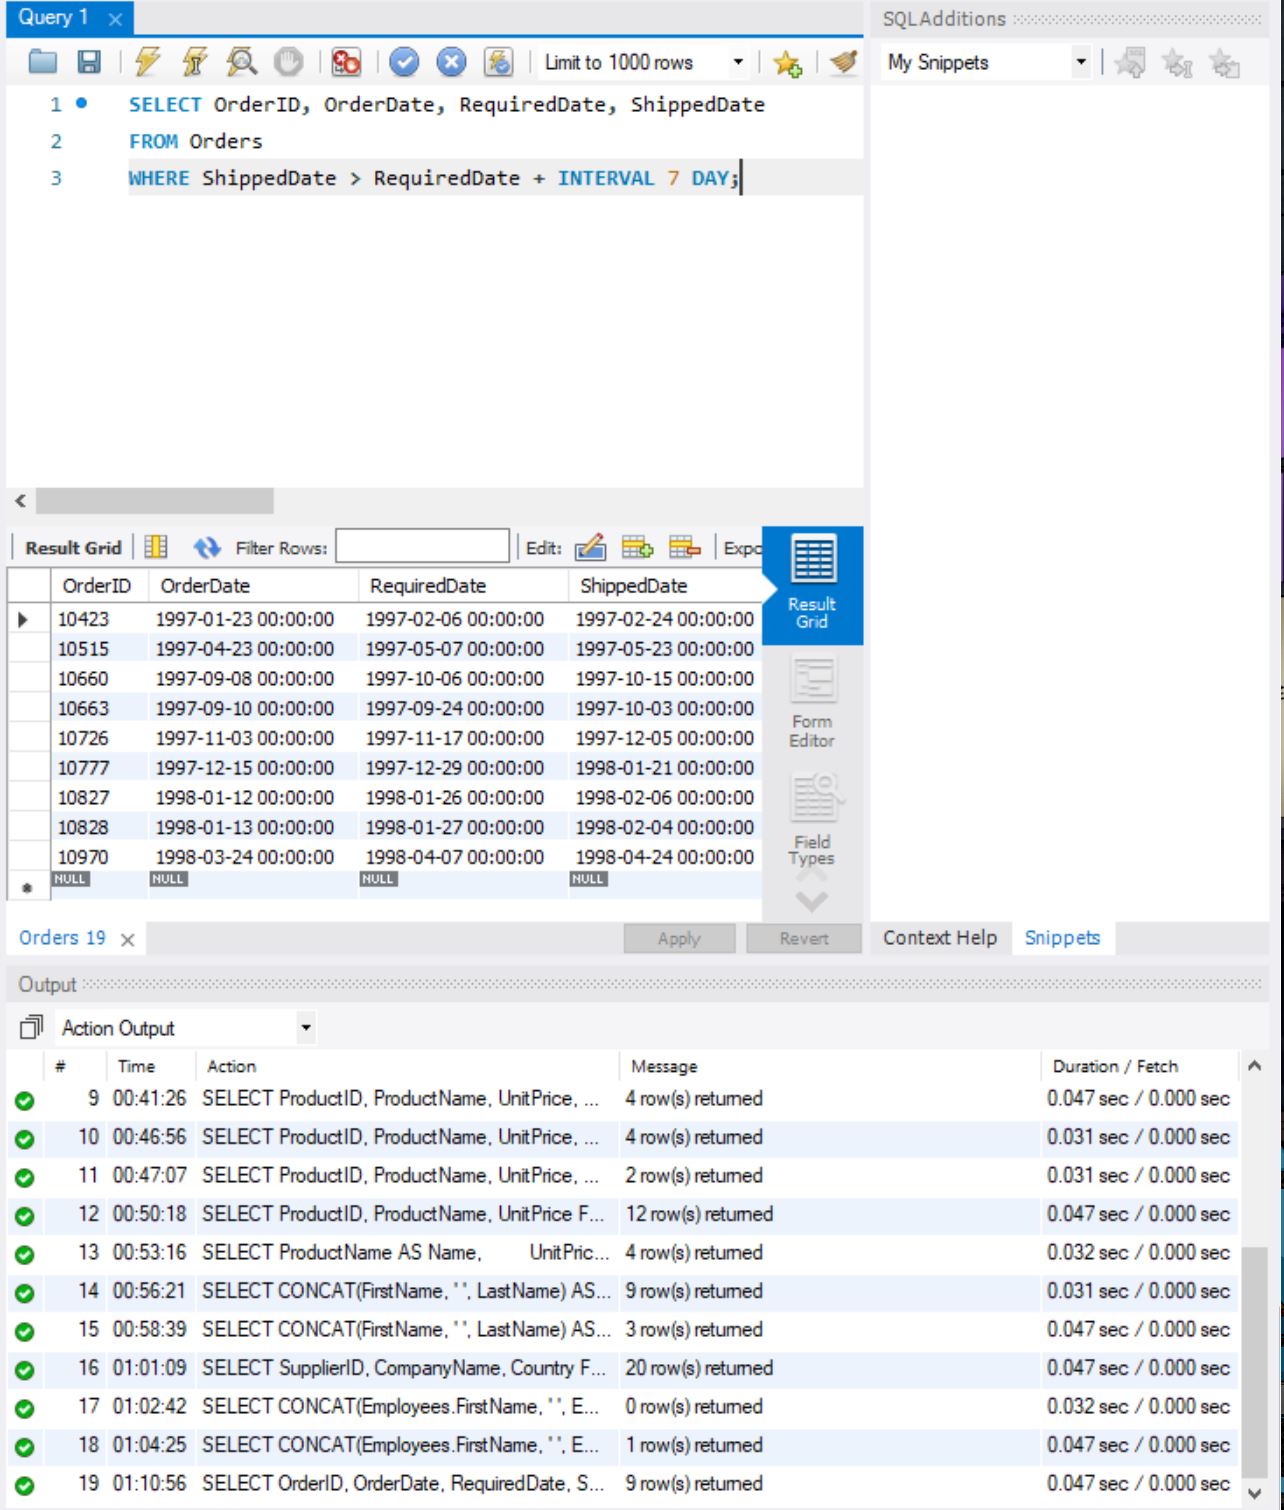 Query 1
SQLAdditions
Limit to 1000 rows
My Snippets
1 SELECT OrderID, OrderDate, RequiredDate, ShippedDate
2 FROM Orders
3 WHERE ShippedDate > RequiredDate + INTERVAL 7 DAY;
Result Grid Filter Rows: Edit: Expo
OrderID OrderDate RequiredDate ShippedDate
10423 1997-01-23 00:00:00 1997-02-06 00:00:00 1997-02-24 00:00:00
10515 1997-04-23 00:00:00 1997-05-07 00:00:00 1997-05-23 00:00:00
10660 1997-09-08 00:00:00 1997-10-06 00:00:00 1997-10-15 00:00:00
10663 1997-09-10 00:00:00 1997-09-24 00:00:00 1997-10-03 00:00:00
10726 1997-11-03 00:00:00 1997-11-17 00:00:00 1997-12-05 00:00:00
10777 1997-12-15 00:00:00 1997-12-29 00:00:00 1998-01-21 00:00:00
10827 1998-01-12 00:00:00 1998-01-26 00:00:00 1998-02-06 00:00:00
10828 1998-01-13 00:00:00 1998-01-27 00:00:00 1998-02-04 00:00:00
10970 1998-03-24 00:00:00 1998-04-07 00:00:00 1998-04-24 00:00:00
NULL NULL NULL NULL
Result
Grid
Form
Editor
Field
Types
Orders 19 Apply Revert
Context Help Snippets
Output
Action Output
# Time Action Message Duration / Fetch
9 00:41:26 SELECT ProductID, ProductName, UnitPrice, ... 4 row(s) returned 0.047 sec / 0.000 sec
10 00:46:56 SELECT ProductID, ProductName, UnitPrice, ... 4 row(s) returned 0.031 sec / 0.000 sec
11 00:47:07 SELECT ProductID, ProductName, UnitPrice, ... 2 row(s) returned 0.031 sec / 0.000 sec
12 00:50:18 SELECT ProductID, ProductName, UnitPrice F... 12 row(s) returned 0.047 sec / 0.000 sec
13 00:53:16 SELECT ProductName AS Name, UnitPric... 4 row(s) returned 0.032 sec / 0.000 sec
14 00:56:21 SELECT CONCAT(FirstName, ' ', LastName) AS... 9 row(s) returned 0.031 sec / 0.000 sec
15 00:58:39 SELECT CONCAT(FirstName, ' ', LastName) AS... 3 row(s) returned 0.047 sec / 0.000 sec
16 01:01:09 SELECT SupplierID, CompanyName, Country F... 20 row(s) returned 0.047 sec / 0.000 sec
17 01:02:42 SELECT CONCAT(Employees.FirstName, ' ', E... 0 row(s) returned 0.032 sec / 0.000 sec
18 01:04:25 SELECT CONCAT(Employees.FirstName, ' ', E... 1 row(s) returned 0.047 sec / 0.000 sec
19 01:10:56 SELECT OrderID, OrderDate, RequiredDate, S... 9 row(s) returned 0.047 sec / 0.000 sec